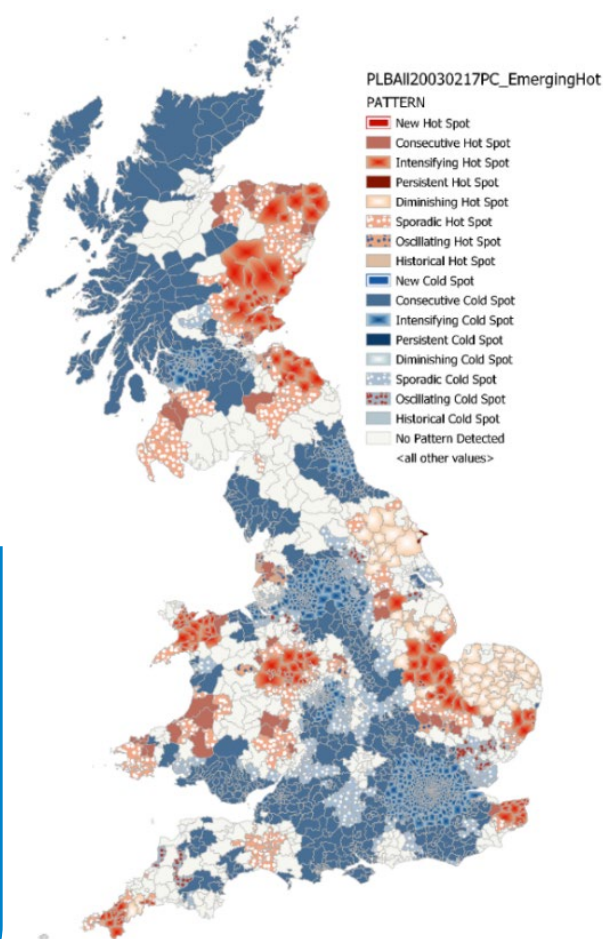 PLBAll20030217PC_EmergingHot
PATTERN
New Hot Spot
Consecutive Hot Spot
Intensifying Hot Spot
Persistent Hot Spot
Diminishing Hot Spot
Sporadic Hot Spot
Oscillating Hot Spot
Historical Hot Spot
New Cold Spot
Consecutive Cold Spot
Intensifying Cold Spot
Persistent Cold Spot
Diminishing Cold Spot
Sporadic Cold Spot
Oscillating Cold Spot
Historical Cold Spot
No Pattern Detected
<all other values>